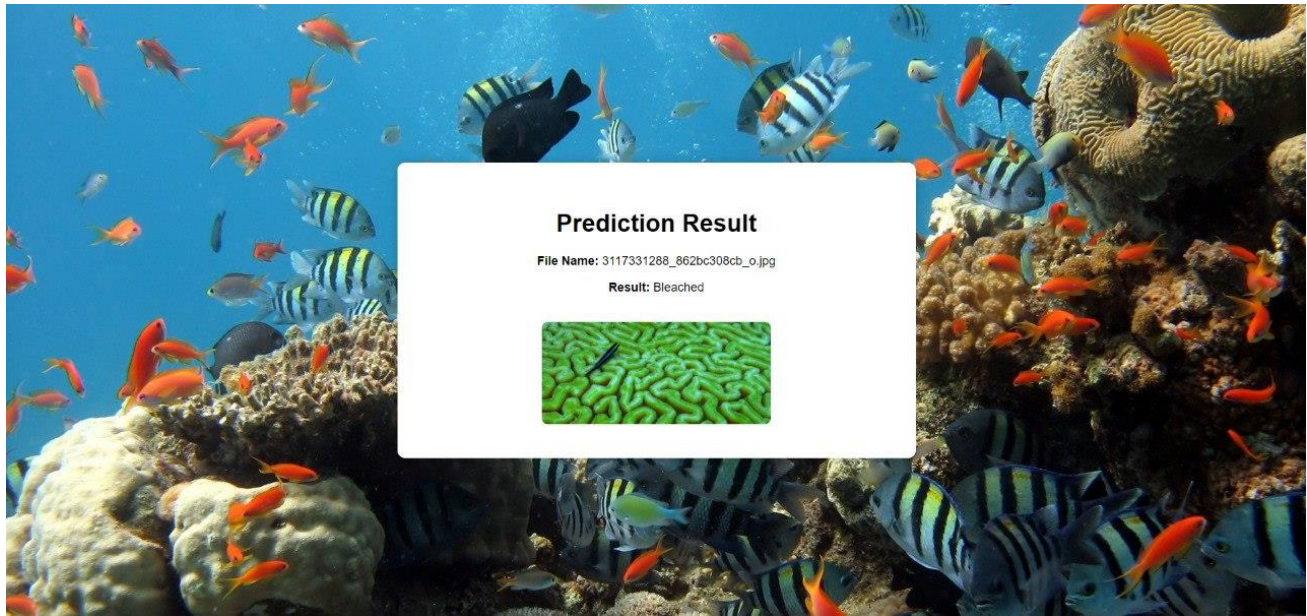 Prediction Result
File Name: 3117331288_862bc308cb_o.jpg
Result: Bleached